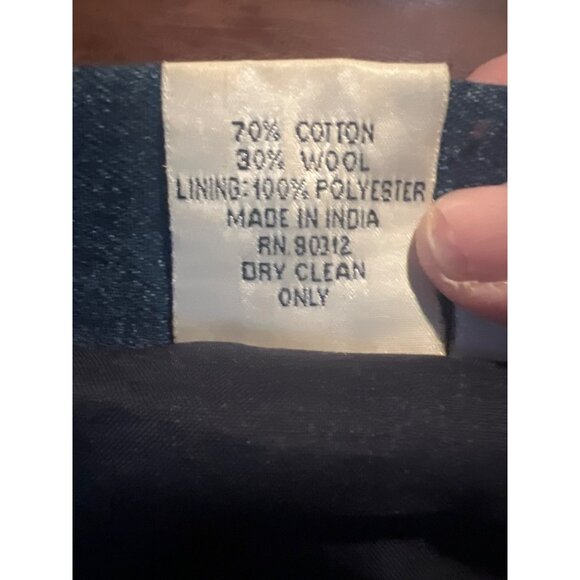 70% COTTON
30% WOOL
LINING: 100% POLYESTER
MADE IN INDIA
RN 90312
DRY CLEAN
ONLY